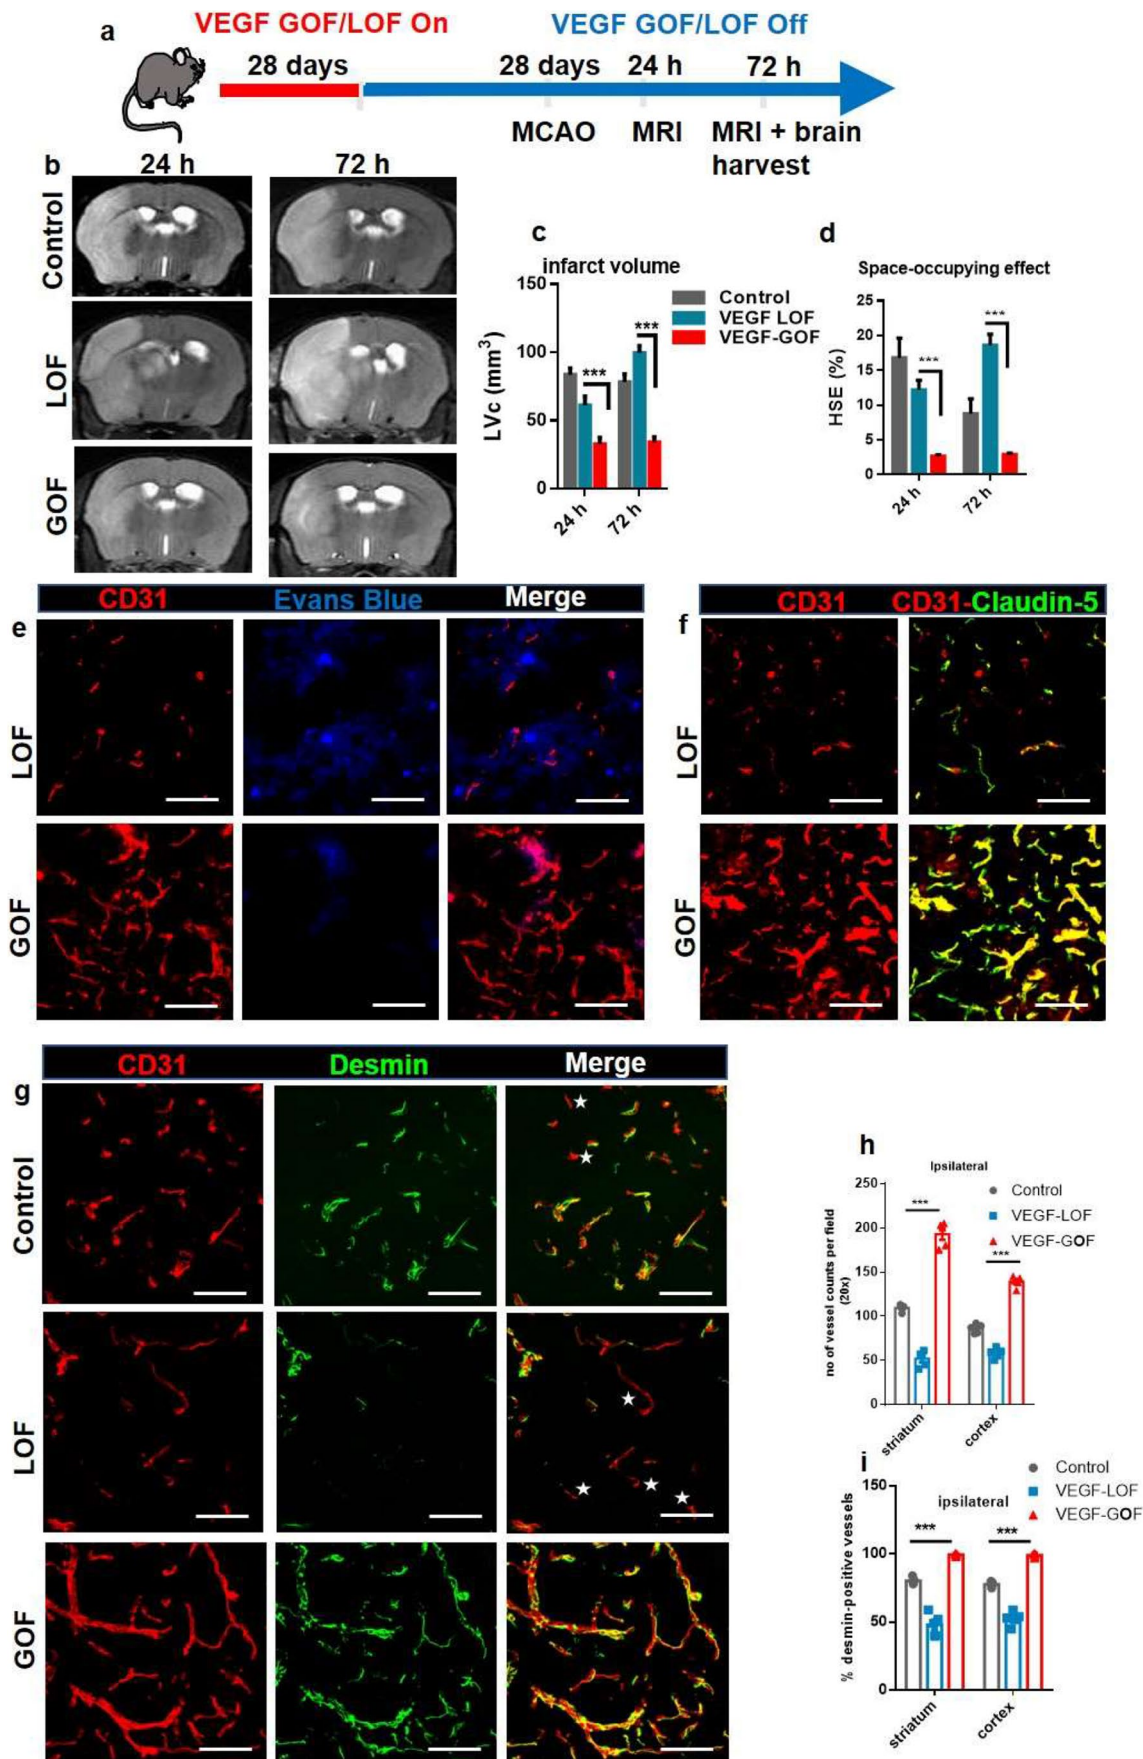 a
VEGF GOF/LOF On
VEGF GOF/LOF Off
28 days
28 days
24 h
72 h
MCAO
MRI
MRI + brain
harvest
b
24 h
72 h
Control
LOF
GOF
c
infarct volume
LVc (mm³)
150
100
50
0
***
***
24 h
72 h
Control
VEGF LOF
VEGF-GOF
d
Space-occupying effect
HSE (%)
25
20
15
10
5
0
***
***
24 h
72 h
CD31
Evans Blue
Merge
e
LOF
GOF
CD31
CD31-Claudin-5
f
LOF
GOF
CD31
Desmin
Merge
g
Control
LOF
GOF
h
Ipsilateral
no of vessel counts per field
(20x)
250
200
150
100
50
0
***
***
striatum
cortex
Control
VEGF-LOF
VEGF-GOF
i
ipsilateral
% desmin-positive vessels
150
100
50
0
***
***
striatum
cortex
Control
VEGF-LOF
VEGF-GOF